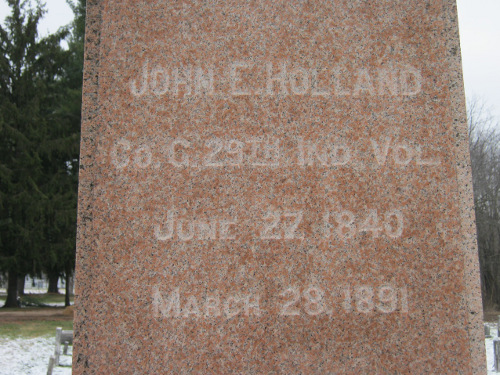 JOHN E. HOLLAND
CO. G. 29TH IND. VOL.
JUNE 27, 1840
MARCH 28, 1891